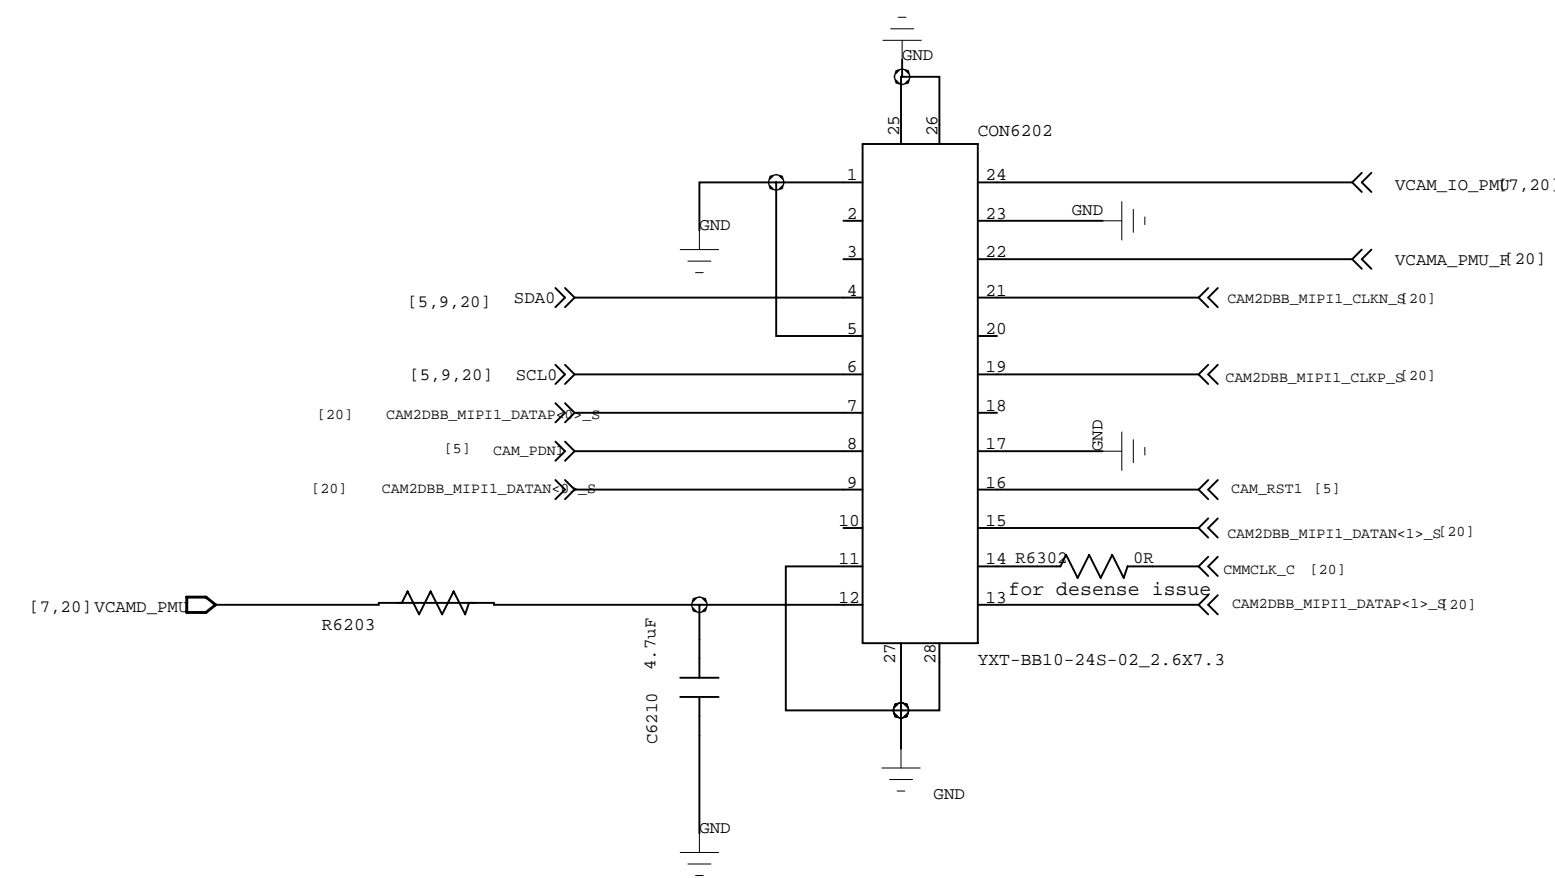 GND
25
26
CON6202
1
24
VCAM_IO_PMU[7,20]
2
23
GND
GND
3
22
VCAMA_PMU_F[20]
[5,9,20]
SDA0
4
21
CAM2DBB_MIPI1_CLKN_S[20]
5
20
[5,9,20]
SCL0
6
19
CAM2DBB_MIPI1_CLKP_S[20]
[20]
CAM2DBB_MIPI1_DATAP<0>_S
7
18
[5]
CAM_PDN1
8
17
GND
[20]
CAM2DBB_MIPI1_DATAN<0>_S
9
16
CAM_RST1 [5]
10
15
CAM2DBB_MIPI1_DATAN<1>_S[20]
11
14
R6302
0R
CMMCLK_C [20]
for desense issue
[7,20]VCAMD_PMU
12
13
CAM2DBB_MIPI1_DATAP<1>_S[20]
R6203
4.7uF
C6210
27
28
YXT-BB10-24S-02_2.6X7.3
GND
GND